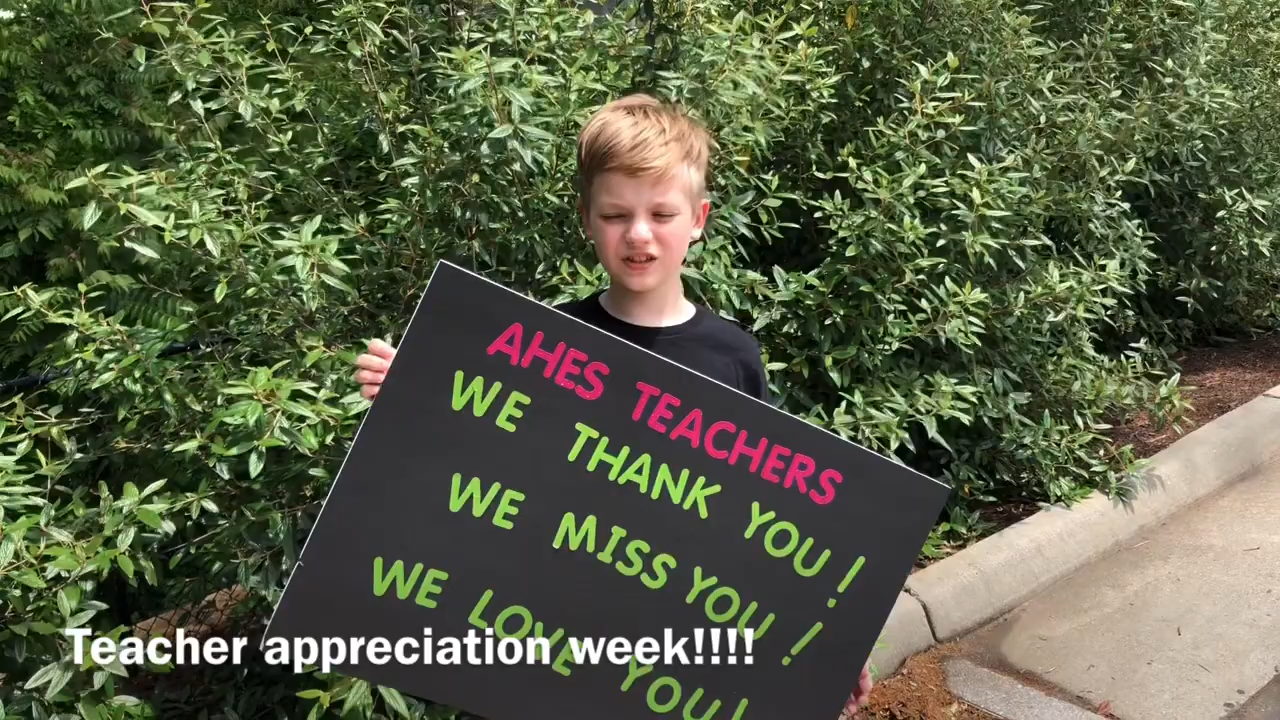 AHES TEACHERS
WE THANK YOU!
WE MISS YOU!
WE LOVE YOU!
Teacher appreciation week!!!!